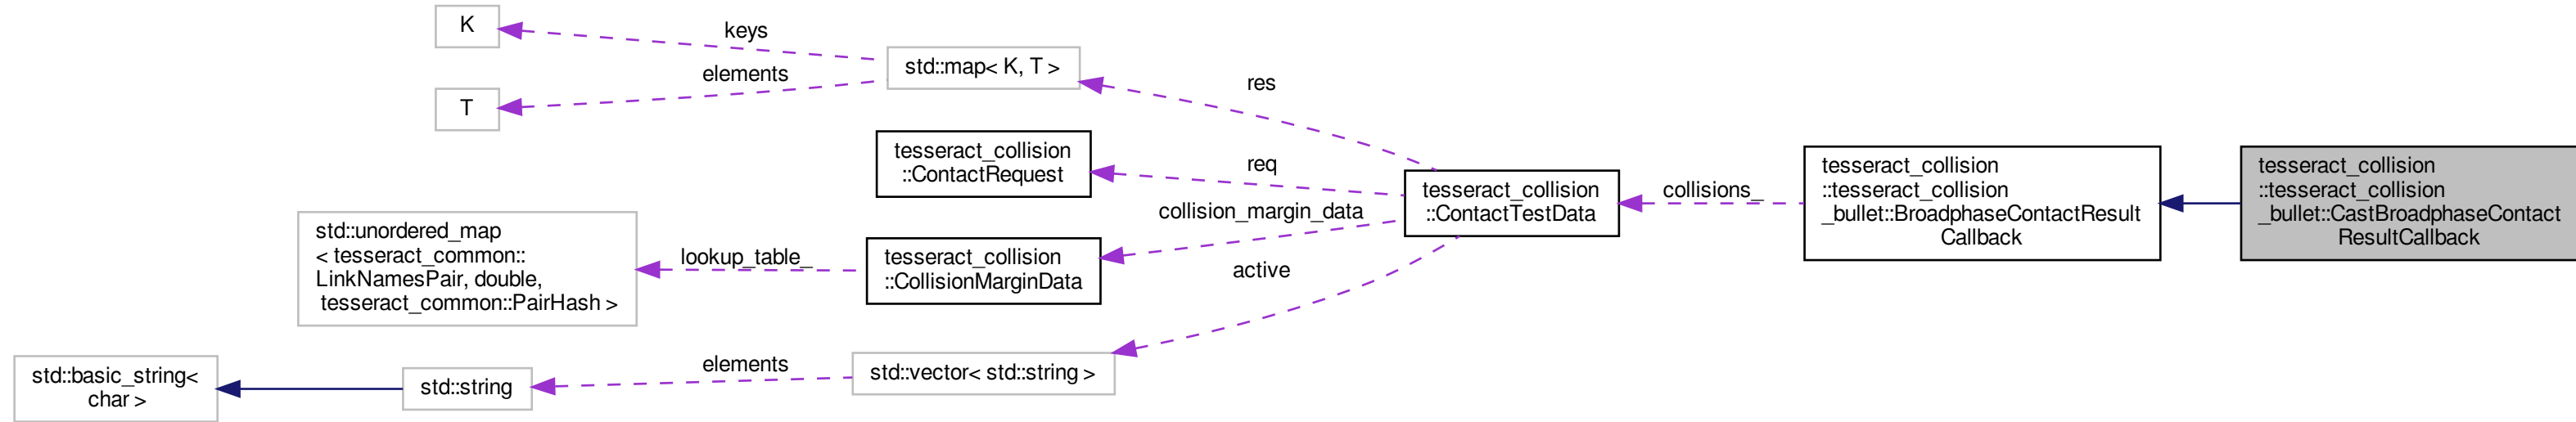 K
keys
std::map< K, T >
elements
T
res
tesseract_collision
::ContactRequest
req
tesseract_collision
::ContactTestData
collisions_
tesseract_collision
::tesseract_collision
_bullet::BroadphaseContactResult
Callback
tesseract_collision
::tesseract_collision
_bullet::CastBroadphaseContact
ResultCallback
collision_margin_data
std::unordered_map
< tesseract_common::
LinkNamesPair, double,
tesseract_common::PairHash >
lookup_table_
tesseract_collision
::CollisionMarginData
active
std::basic_string<
char >
std::string
elements
std::vector< std::string >